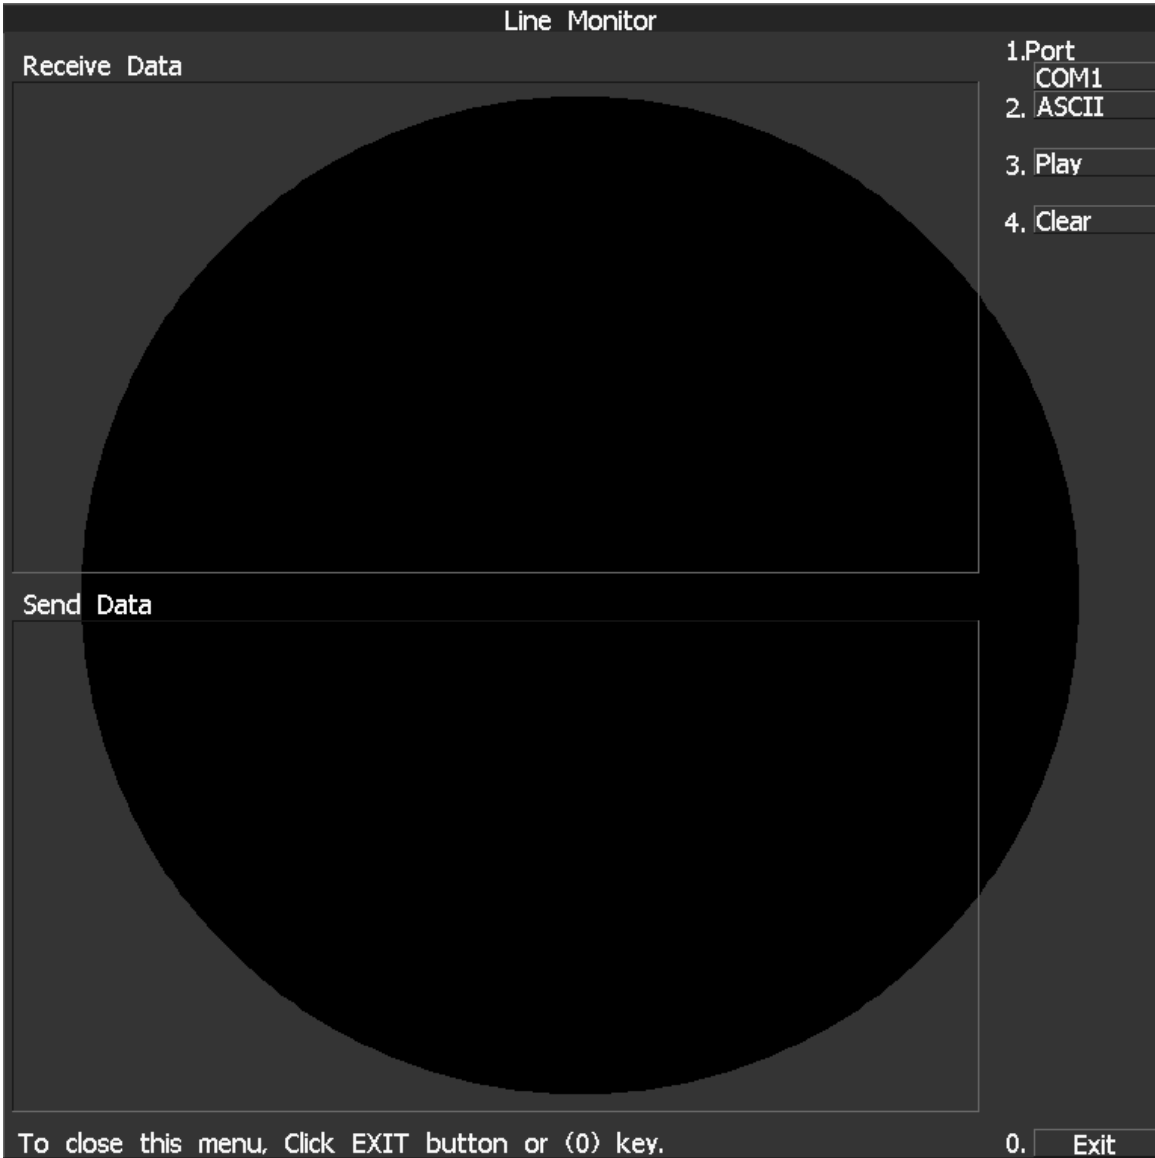 Line Monitor
Receive Data
1.Port
COM1
2. ASCII
3. Play
4. Clear
Send Data
To close this menu, Click EXIT button or (0) key.
0. Exit